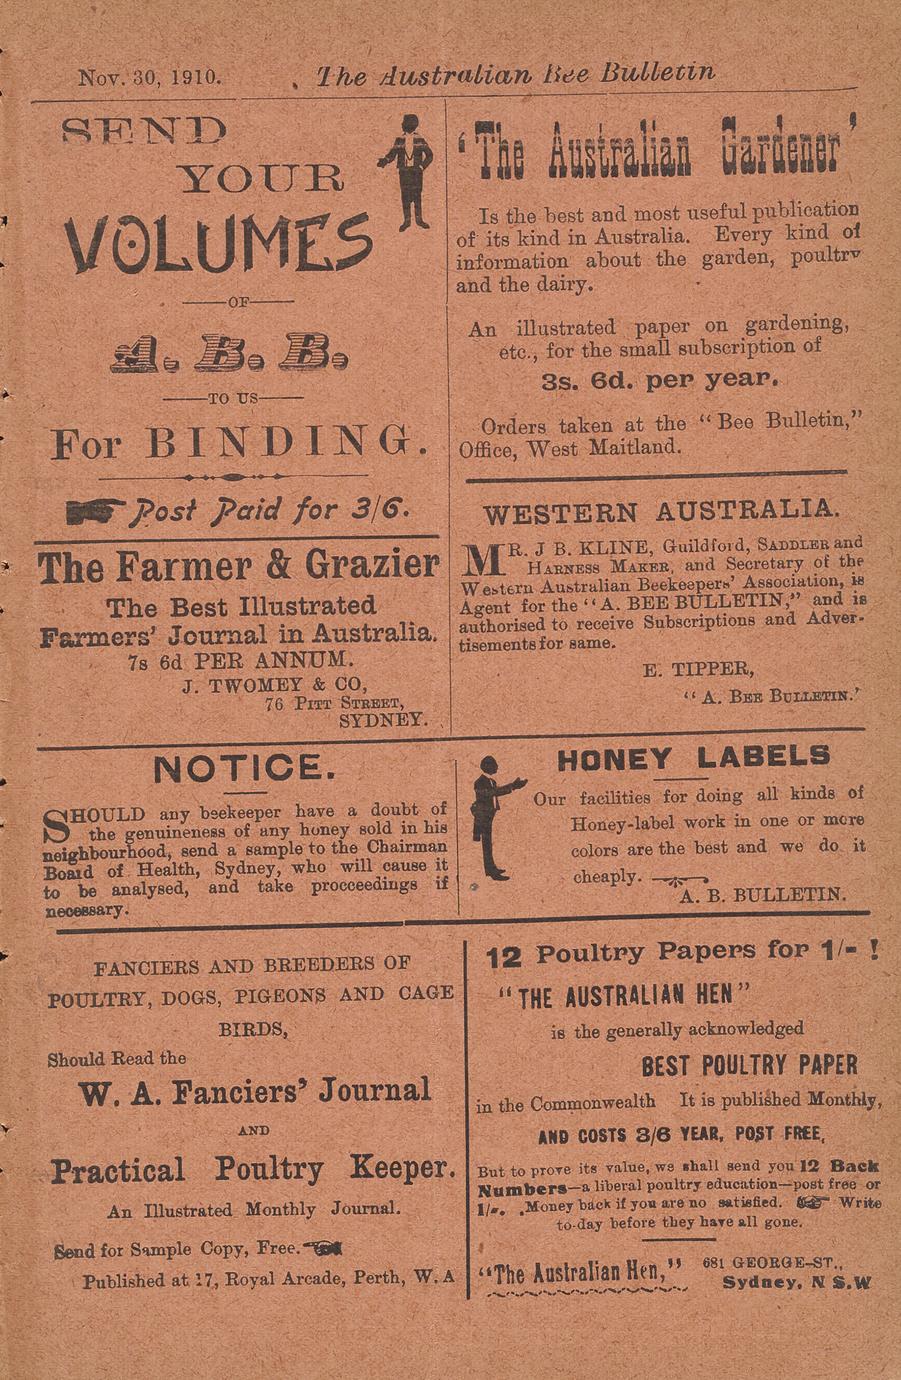 Nov. 30, 1910.
The Australian Bee Bulletin
SEND
YOUR
VOLUMES
OF
A. B. B.
TO US
For BINDING.
Post Paid for 3/6.
The Farmer & Grazier
The Best Illustrated
Farmers' Journal in Australia.
7s 6d PER ANNUM.
J. TWOMEY & CO,
76 PITT STREET,
SYDNEY.
'The Australian Gardener'
Is the best and most useful publication
of its kind in Australia. Every kind of
information about the garden, poultry
and the dairy.
An illustrated paper on gardening,
etc., for the small subscription of
3s. 6d. per year.
Orders taken at the "Bee Bulletin,"
Office, West Maitland.
WESTERN AUSTRALIA.
MR. J B. KLINE, Guildford, SADDLER and
HARNESS MAKER, and Secretary of the
Western Australian Beekeepers' Association, is
Agent for the "A. BEE BULLETIN," and is
authorised to receive Subscriptions and Adver-
tisements for same.
E. TIPPER,
"A. BEE BULLETIN.'
NOTICE.
SHOULD any beekeeper have a doubt of
the genuineness of any honey sold in his
neighbourhood, send a sample to the Chairman
Board of Health, Sydney, who will cause it
to be analysed, and take procceedings if
necessary.
HONEY LABELS
Our facilities for doing all kinds of
Honey-label work in one or more
colors are the best and we do it
cheaply.
A. B. BULLETIN.
FANCIERS AND BREEDERS OF
POULTRY, DOGS, PIGEONS AND CAGE
BIRDS,
Should Read the
W. A. Fanciers' Journal
AND
Practical Poultry Keeper.
An Illustrated Monthly Journal.
Send for Sample Copy, Free.
Published at 17, Royal Arcade, Perth, W. A
12 Poultry Papers for 1/- !
"THE AUSTRALIAN HEN"
is the generally acknowledged
BEST POULTRY PAPER
in the Commonwealth It is published Monthly,
AND COSTS 3/6 YEAR, POST FREE,
But to prove its value, we shall send you 12 Back
Numbers—a liberal poultry education—post free or
1/-. .Money back if you are no satisfied. Write
to-day before they have all gone.
"The Australian Hen," 681 GEORGE-ST.,
Sydney, N S.W